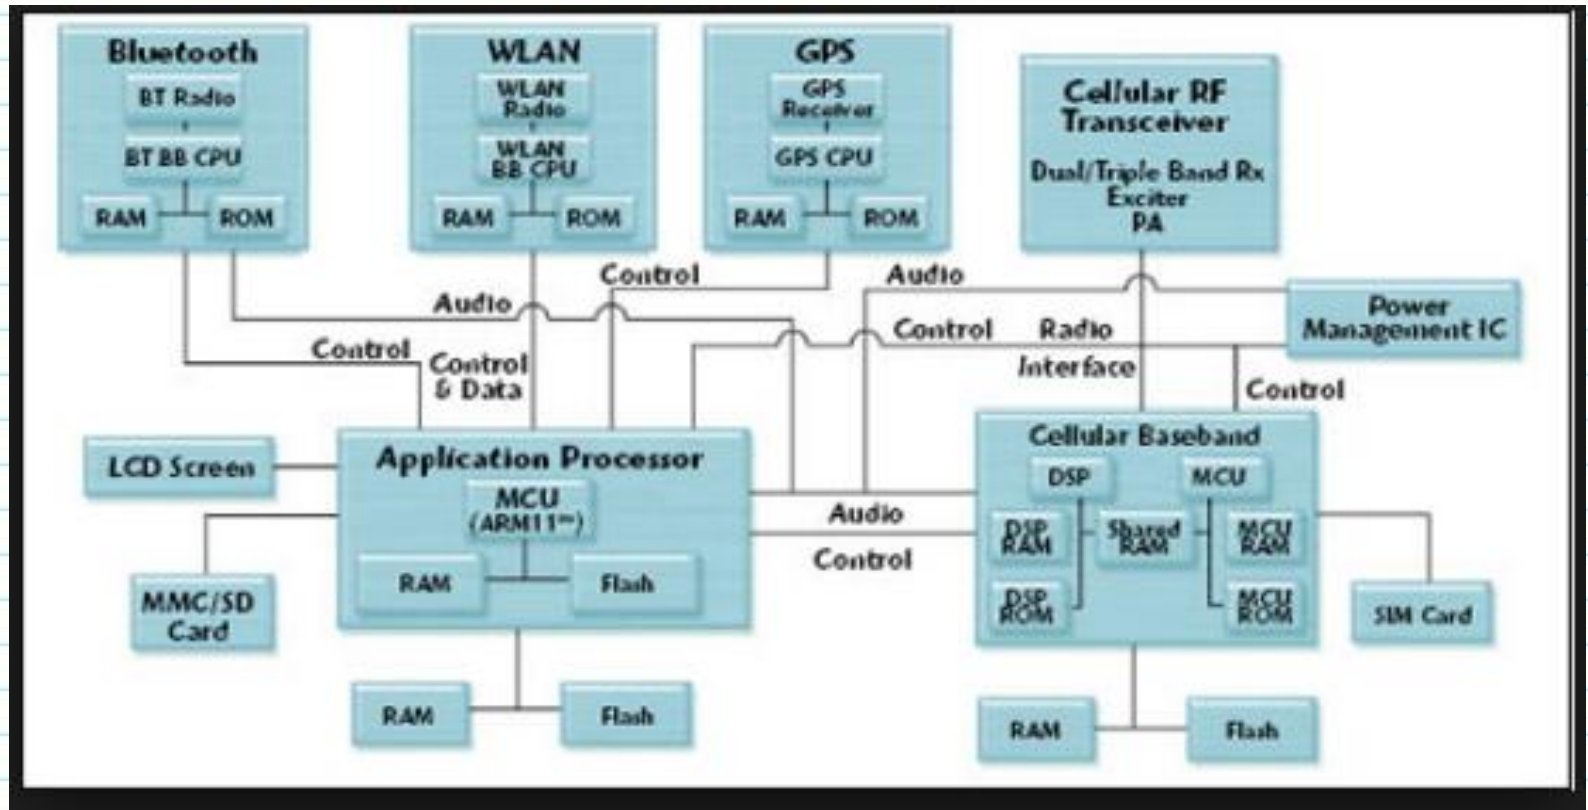 Bluetooth
BT Radio
BT BB CPU
RAM
ROM
WLAN
WLAN
Radio
WLAN
BB CPU
RAM
ROM
GPS
GPS
Receiver
GPS CPU
RAM
ROM
Cellular RF
Transceiver
Dual/Triple Band Rx
Exciter
PA
Control
Audio
Audio
Power
Management IC
Control
Radio
Interface
Control
Control
& Data
Control
LCD Screen
Application Processor
MCU
(ARM11™)
RAM
Flash
Audio
Control
Cellular Baseband
DSP
MCU
DSP
RAM
Shared
RAM
MCU
RAM
DSP
ROM
MCU
ROM
MMC/SD
Card
SIM Card
RAM
Flash
RAM
Flash